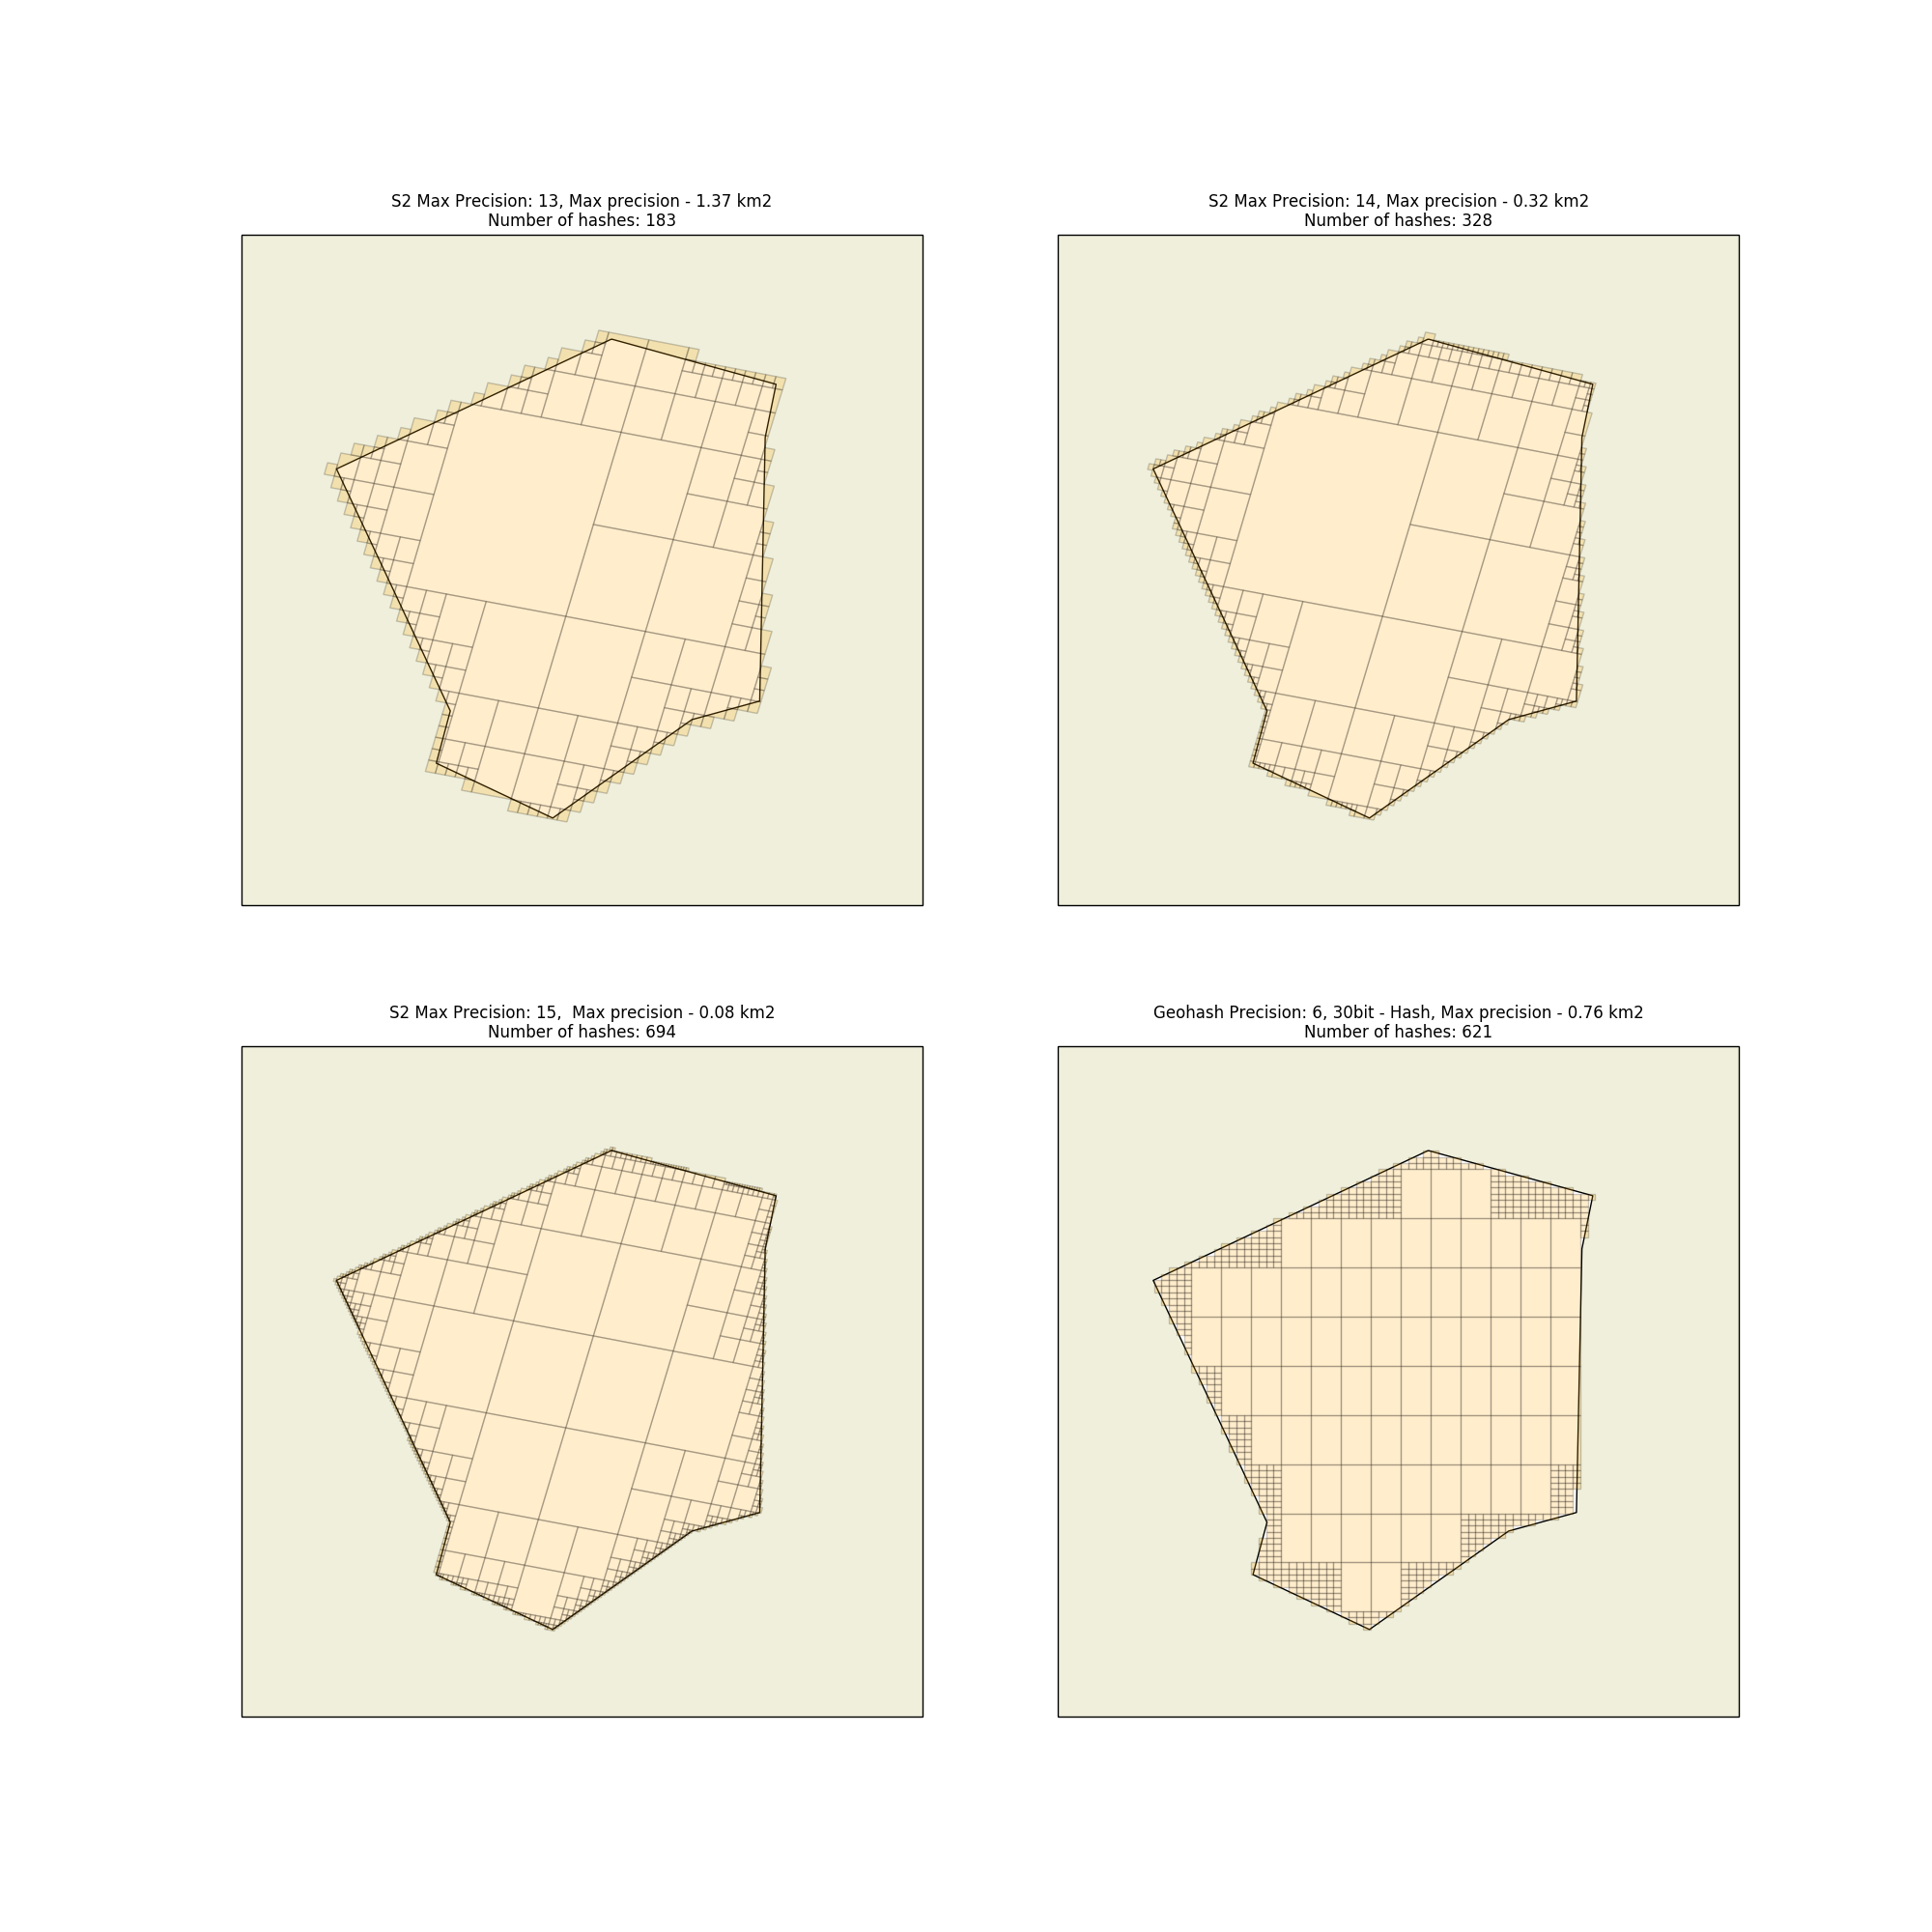 S2 Max Precision: 13, Max precision - 1.37 km2
Number of hashes: 183
S2 Max Precision: 14, Max precision - 0.32 km2
Number of hashes: 328
S2 Max Precision: 15,  Max precision - 0.08 km2
Number of hashes: 694
Geohash Precision: 6, 30bit - Hash, Max precision - 0.76 km2
Number of hashes: 621